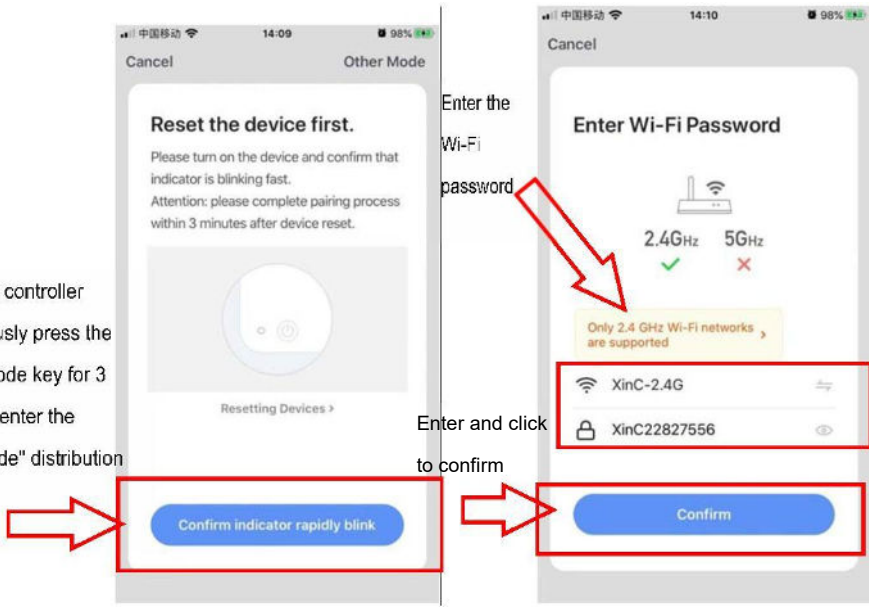 controller
press the
key for 3
enter the
distribution
中国移动 14:09 98%
Cancel Other Mode
Reset the device first.
Please turn on the device and confirm that
indicator is blinking fast.
Attention: please complete pairing process
within 3 minutes after device reset.
Resetting Devices >
Confirm indicator rapidly blink
Enter the
Wi-Fi
password
Enter and click
to confirm
中国移动 14:10 98%
Cancel
Enter Wi-Fi Password
2.4GHz 5GHz
Only 2.4 GHz Wi-Fi networks >
are supported
XinC-2.4G
XinC22827556
Confirm